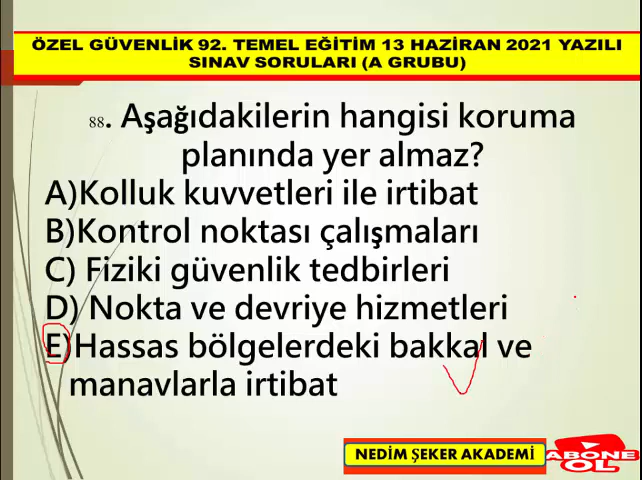 ÖZEL GÜVENLİK 92. TEMEL EĞİTİM 13 HAZİRAN 2021 YAZILI
SINAV SORULARI (A GRUBU)
88. Aşağıdakilerin hangisi koruma
planında yer almaz?
A)Kolluk kuvvetleri ile irtibat
B)Kontrol noktası çalışmaları
C) Fiziki güvenlik tedbirleri
D) Nokta ve devriye hizmetleri
E)Hassas bölgelerdeki bakkal ve
manavlarla irtibat
NEDİM ŞEKER AKADEMİ
ABONE
OL